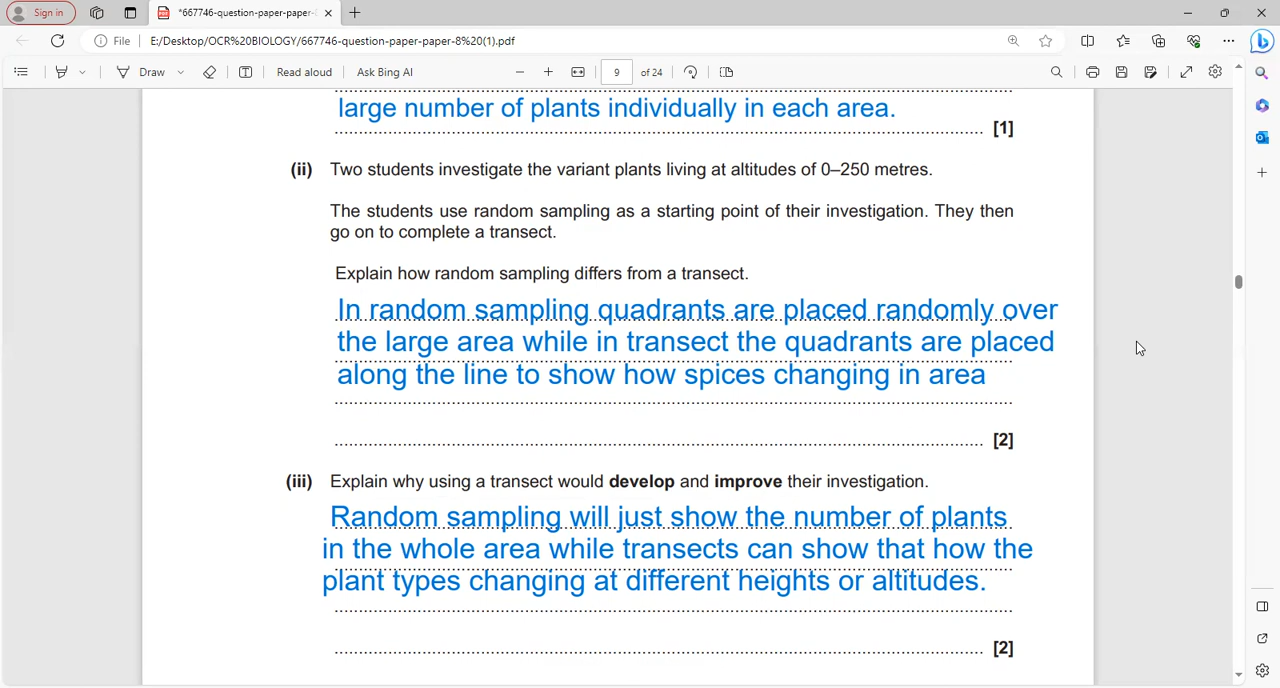 Sign in
*667746-question-paper-paper-8
File
E:/Desktop/OCR%20BIOLOGY/667746-question-paper-paper-8%20(1).pdf
Draw
Read aloud
Ask Bing AI
9
of 24
large number of plants individually in each area.
[1]
(ii) Two students investigate the variant plants living at altitudes of 0–250 metres.
The students use random sampling as a starting point of their investigation. They then
go on to complete a transect.
Explain how random sampling differs from a transect.
In random sampling quadrants are placed randomly over
the large area while in transect the quadrants are placed
along the line to show how spices changing in area
[2]
(iii) Explain why using a transect would develop and improve their investigation.
Random sampling will just show the number of plants
in the whole area while transects can show that how the
plant types changing at different heights or altitudes.
[2]